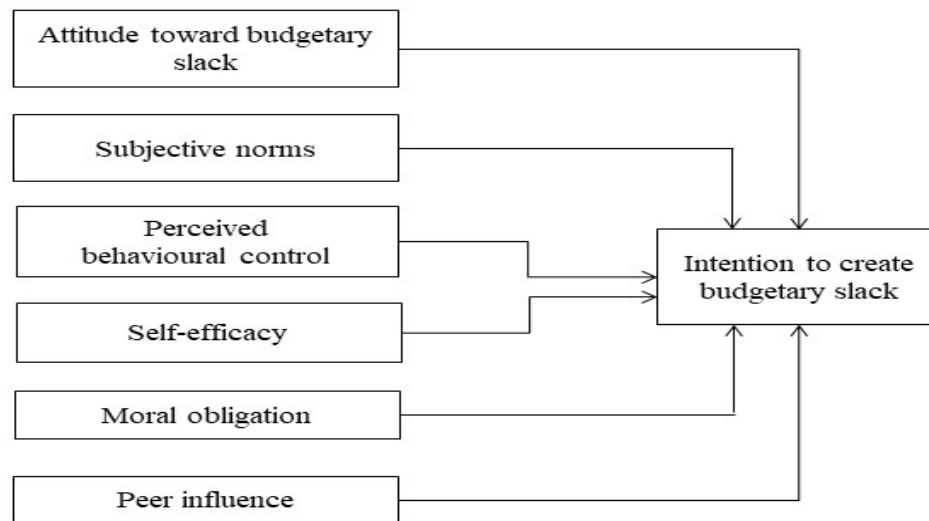 Attitude toward budgetary
slack
Subjective norms
Perceived
behavioural control
Self-efficacy
Moral obligation
Peer influence
Intention to create
budgetary slack